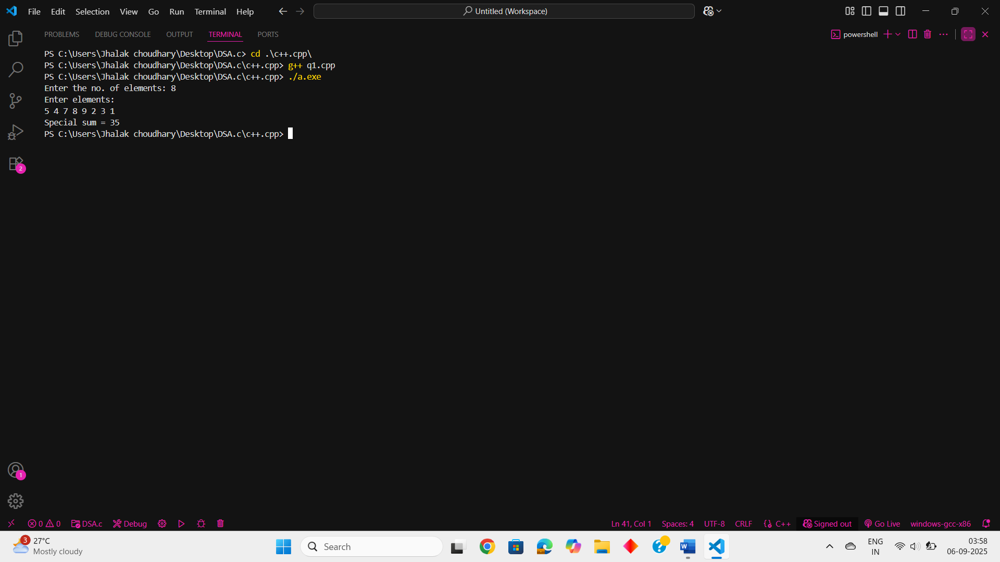 File Edit Selection View Go Run Terminal Help
Untitled (Workspace)
PROBLEMS DEBUG CONSOLE OUTPUT TERMINAL PORTS
powershell
PS C:\Users\Jhalak choudhary\Desktop\DSA.c> cd .\c++.cpp\
PS C:\Users\Jhalak choudhary\Desktop\DSA.c\c++.cpp> g++ q1.cpp
PS C:\Users\Jhalak choudhary\Desktop\DSA.c\c++.cpp> ./a.exe
Enter the no. of elements: 8
Enter elements:
5 4 7 8 9 2 3 1
Special sum = 35
PS C:\Users\Jhalak choudhary\Desktop\DSA.c\c++.cpp>
2
1
0 0 DSA.c Debug
Ln 41, Col 1 Spaces: 4 UTF-8 CRLF {} C++ Signed out Go Live windows-gcc-x86
3
27°C
Mostly cloudy
Search
ENG
IN
03:58
06-09-2025